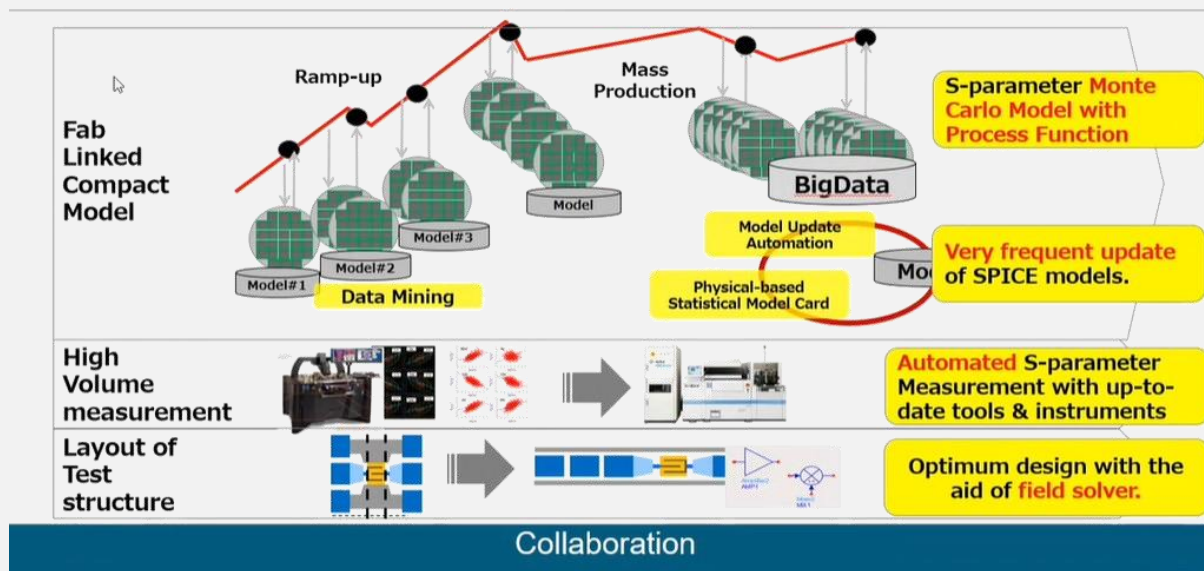 Ramp-up
Mass
Production
Fab
Linked
Compact
Model
Model#1
Model#2
Model#3
Model
BigData
Data Mining
Model Update
Automation
Physical-based
Statistical Model Card
S-parameter Monte
Carlo Model with
Process Function
Very frequent update
of SPICE models.
High
Volume
measurement
Automated S-parameter
Measurement with up-to-
date tools & instruments
Layout of
Test
structure
AMP1
Optimum design with the
aid of field solver.
Collaboration